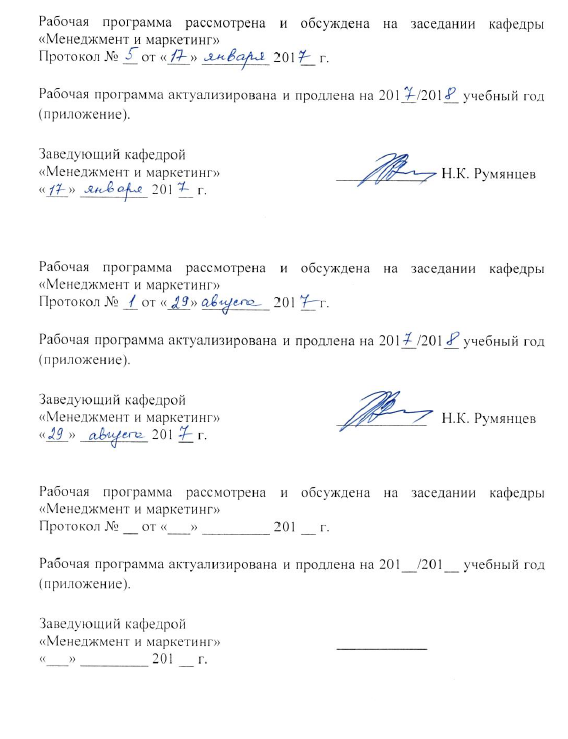 Рабочая программа рассмотрена и обсуждена на заседании кафедры
«Менеджмент и маркетинг»
Протокол № 5 от «17» января 2017 г.
Рабочая программа актуализирована и продлена на 2017/2018 учебный год
(приложение).
Заведующий кафедрой
«Менеджмент и маркетинг»
«17» января 2017 г. Н.К. Румянцев
Рабочая программа рассмотрена и обсуждена на заседании кафедры
«Менеджмент и маркетинг»
Протокол № 1 от «29» августа 2017 г.
Рабочая программа актуализирована и продлена на 2017/2018 учебный год
(приложение).
Заведующий кафедрой
«Менеджмент и маркетинг» Н.К. Румянцев
«29» августа 2017 г.
Рабочая программа рассмотрена и обсуждена на заседании кафедры
«Менеджмент и маркетинг»
Протокол № __ от «___» __________ 201 __ г.
Рабочая программа актуализирована и продлена на 201__/201__ учебный год
(приложение).
Заведующий кафедрой
«Менеджмент и маркетинг»
«___» __________ 201 __ г.